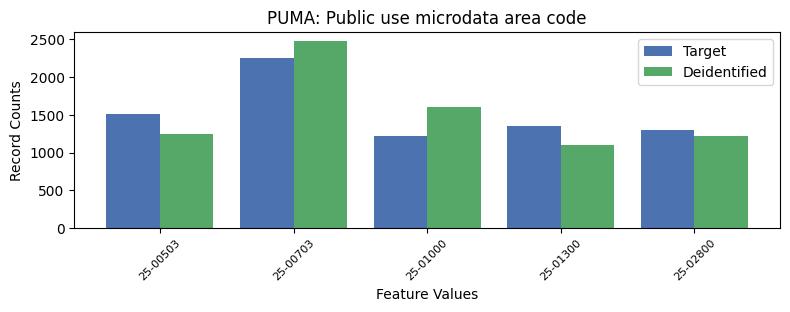 PUMA: Public use microdata area code
Target
Deidentified
Record Counts
2500
2000
1500
1000
500
0
25-00503
25-00703
25-01000
25-01300
25-02800
Feature Values